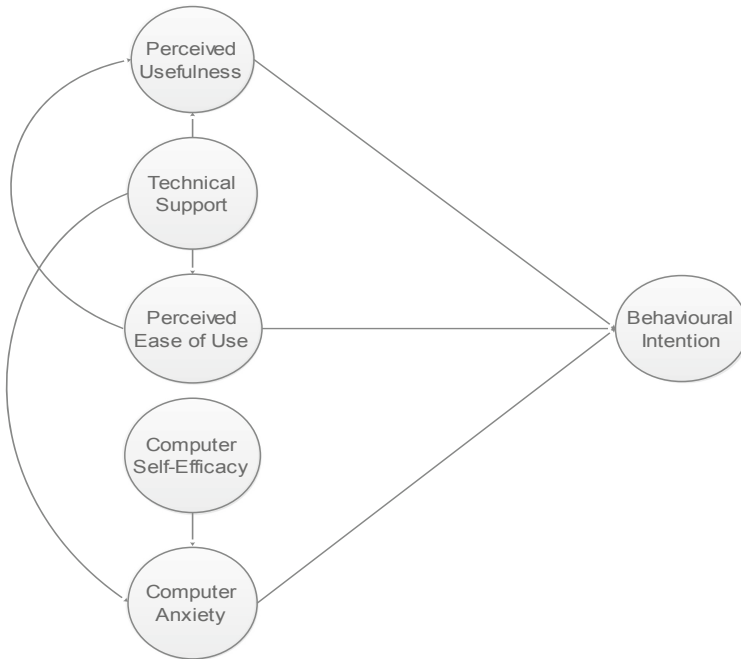 Perceived
Usefulness
Technical
Support
Perceived
Ease of Use
Behavioural
Intention
Computer
Self-Efficacy
Computer
Anxiety